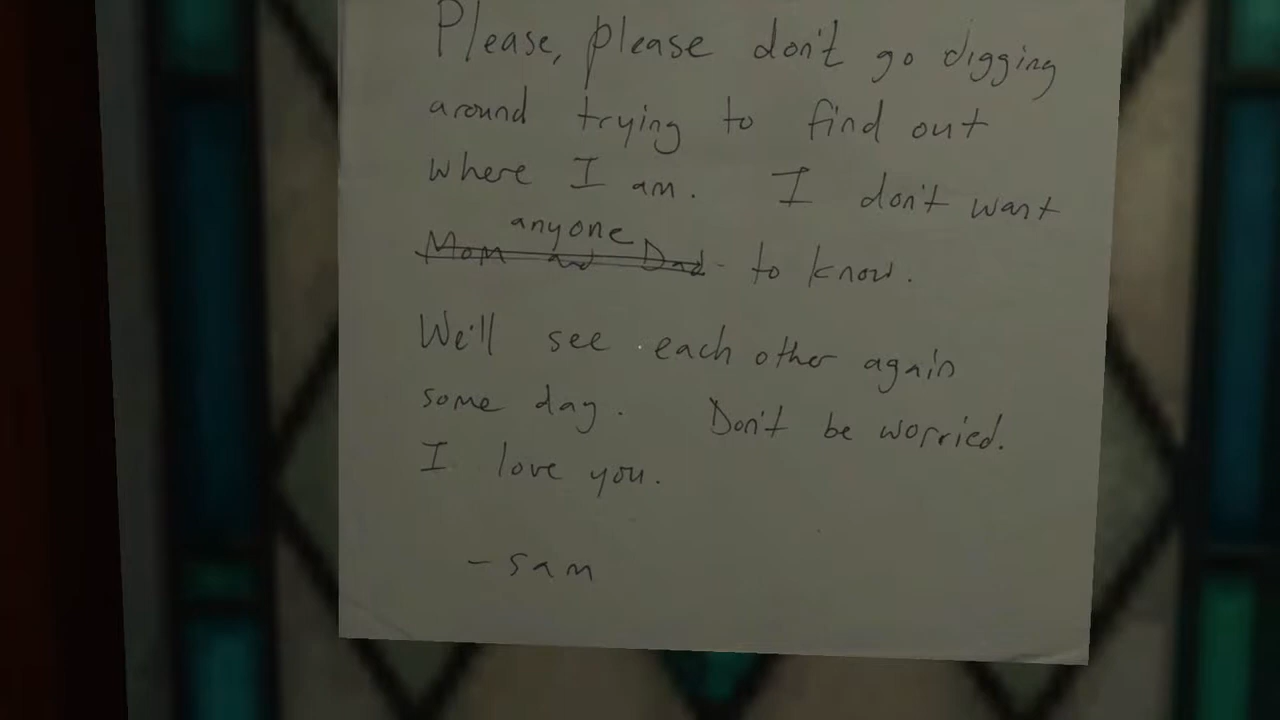 Please, please don't go digging
around trying to find out
where I am. I don't want
anyone
Mom and Dad to know.
We'll see each other again
some day. Don't be worried.
I love you.
- Sam